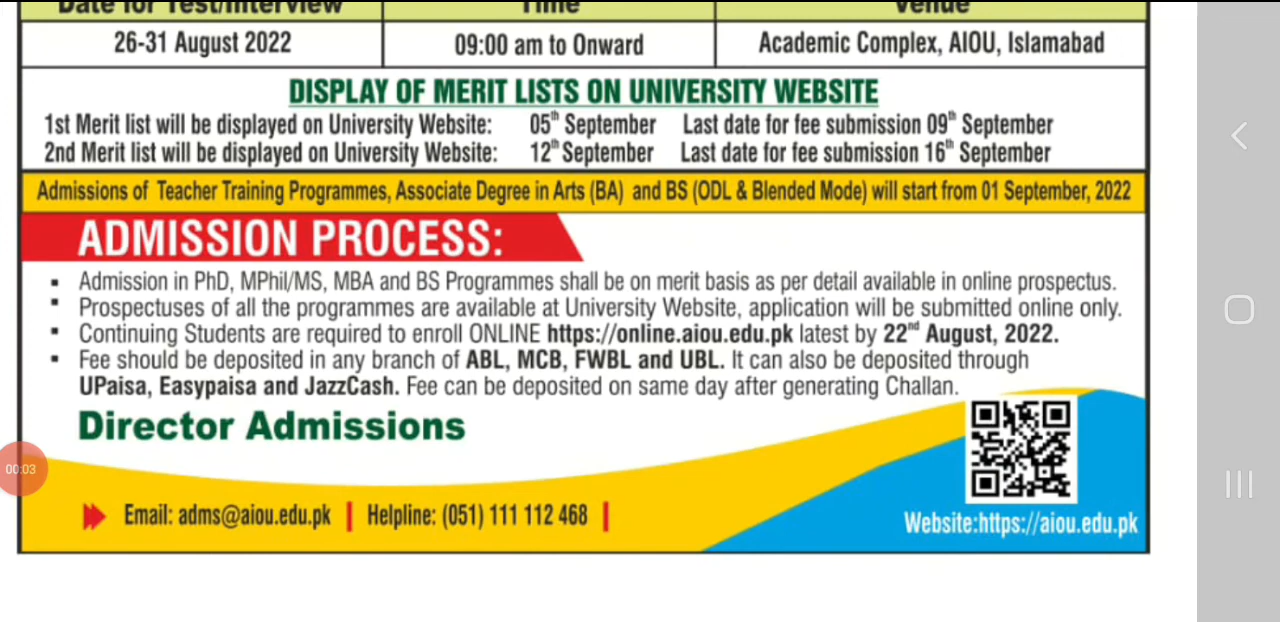 Date for Test/Interview Time Venue
26-31 August 2022 09:00 am to Onward Academic Complex, AIOU, Islamabad
DISPLAY OF MERIT LISTS ON UNIVERSITY WEBSITE
1st Merit list will be displayed on University Website: 05th September Last date for fee submission 09th September
2nd Merit list will be displayed on University Website: 12th September Last date for fee submission 16th September
Admissions of Teacher Training Programmes, Associate Degree in Arts (BA) and BS (ODL & Blended Mode) will start from 01 September, 2022
ADMISSION PROCESS:
▪ Admission in PhD, MPhil/MS, MBA and BS Programmes shall be on merit basis as per detail available in online prospectus.
▪ Prospectuses of all the programmes are available at University Website, application will be submitted online only.
▪ Continuing Students are required to enroll ONLINE https://online.aiou.edu.pk latest by 22nd August, 2022.
▪ Fee should be deposited in any branch of ABL, MCB, FWBL and UBL. It can also be deposited through
UPaisa, Easypaisa and JazzCash. Fee can be deposited on same day after generating Challan.
Director Admissions
00:03
Email: adms@aiou.edu.pk | Helpline: (051) 111 112 468 |
Website:https://aiou.edu.pk